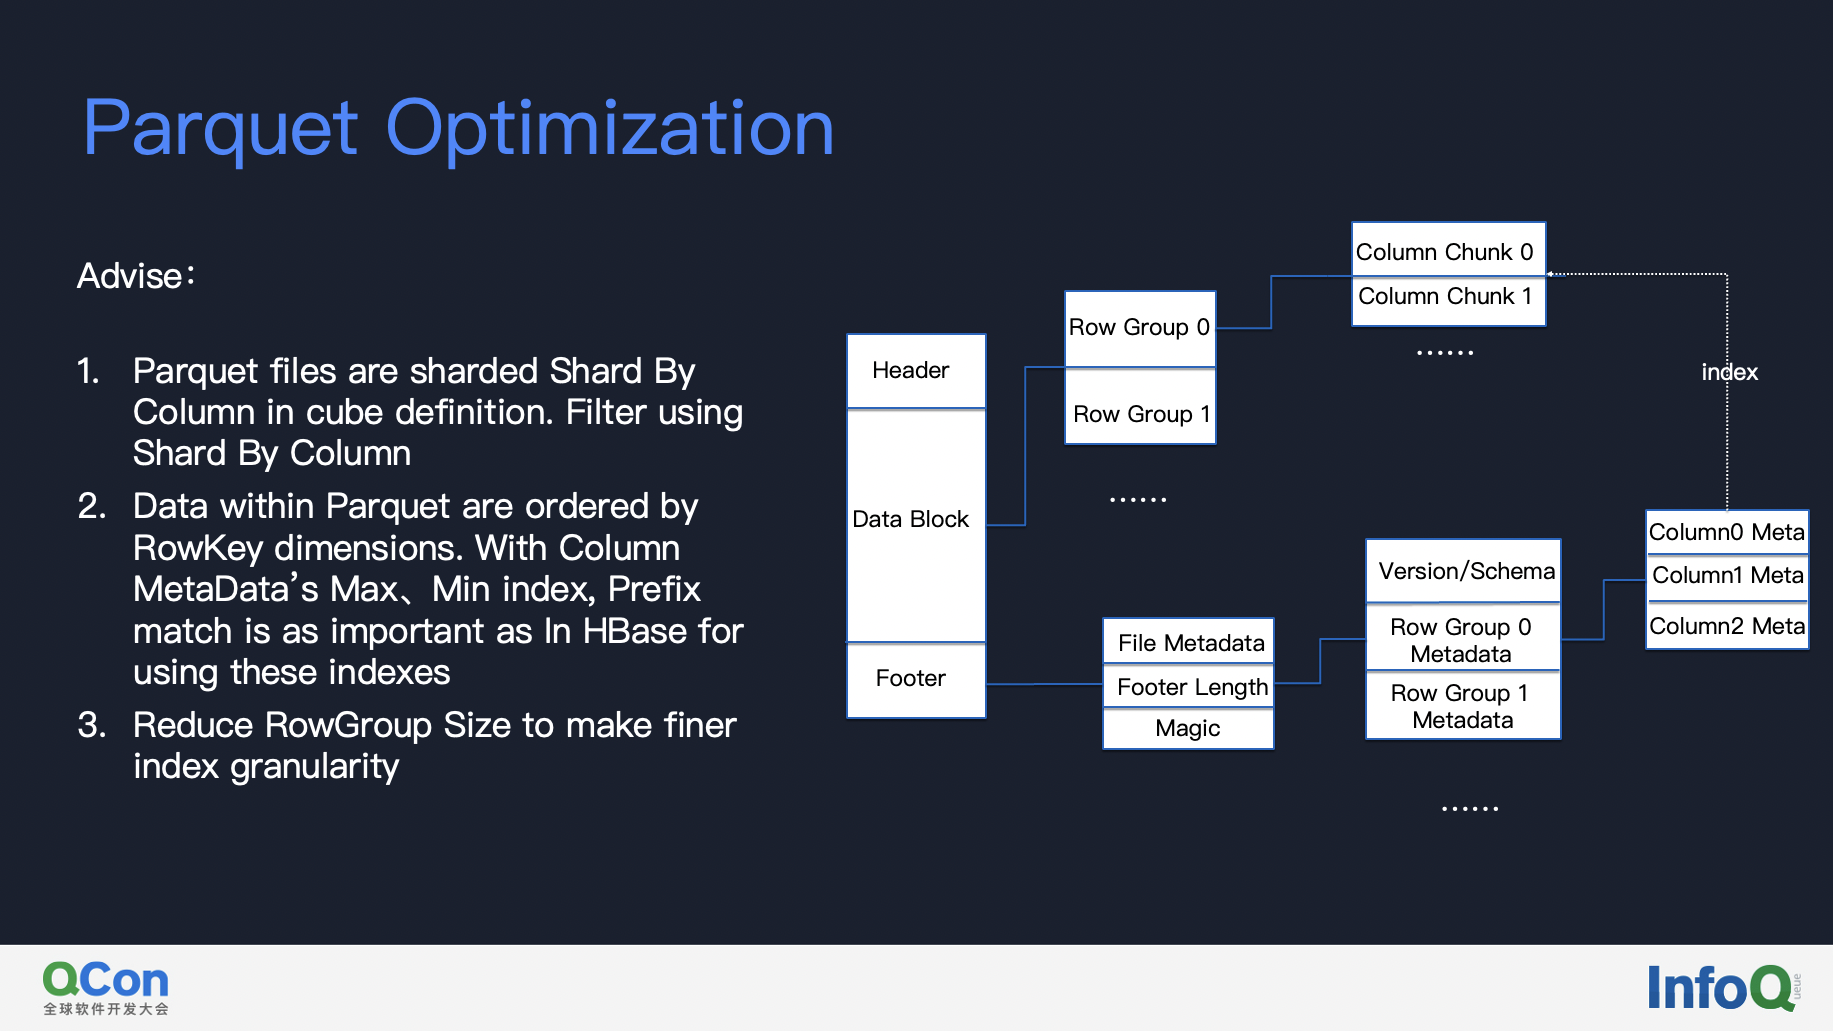 Parquet Optimization
Advise：
1. Parquet files are sharded Shard By
Column in cube definition. Filter using
Shard By Column
2. Data within Parquet are ordered by
RowKey dimensions. With Column
MetaData’s Max、Min index, Prefix
match is as important as In HBase for
using these indexes
3. Reduce RowGroup Size to make finer
index granularity
Header
Data Block
Footer
Row Group 0
Row Group 1
......
Column Chunk 0
Column Chunk 1
......
index
File Metadata
Footer Length
Magic
Version/Schema
Row Group 0
Metadata
Row Group 1
Metadata
......
Column0 Meta
Column1 Meta
Column2 Meta
QCon
全球软件开发大会
InfoQ
ueue